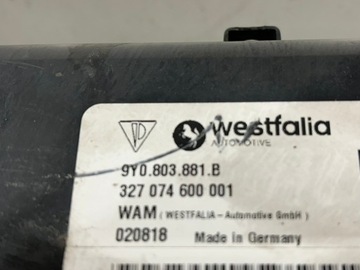 westfalia
AUTOMOTIVE
9Y0.803.881.B
327 074 600 001
WAM (WESTFALIA - Automotive GmbH)
020818 Made in Germany